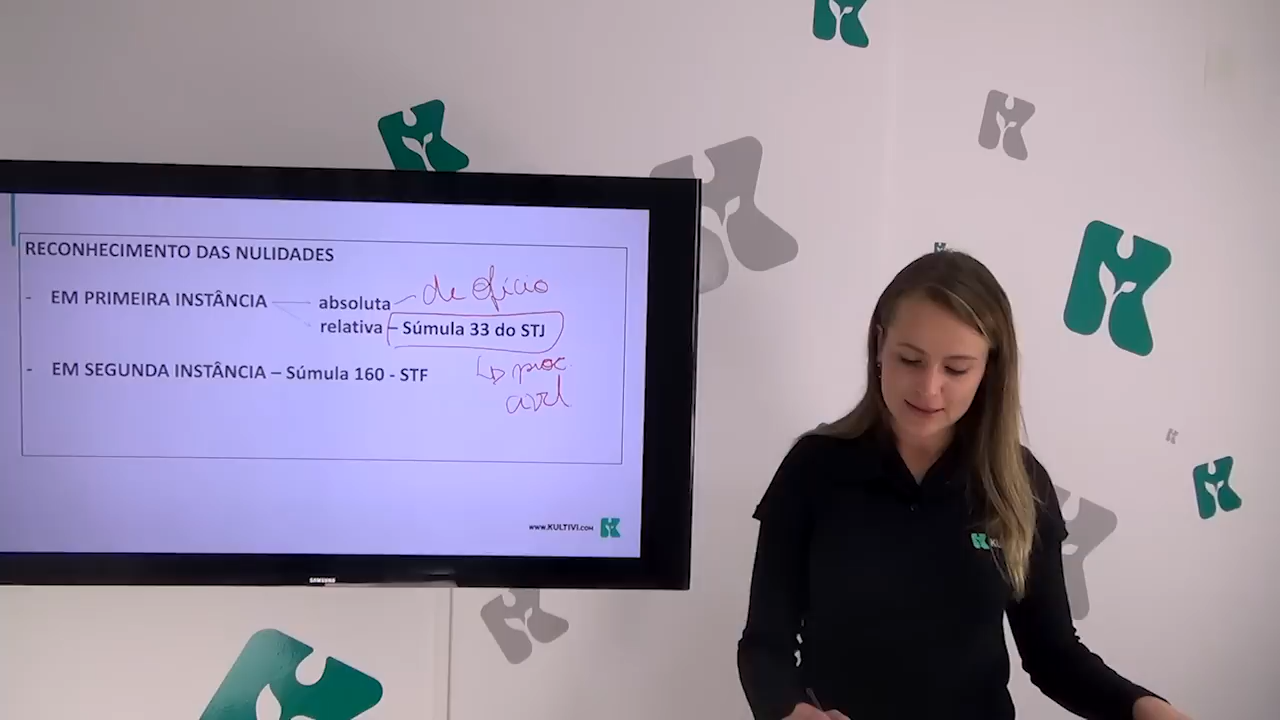 RECONHECIMENTO DAS NULIDADES
- EM PRIMEIRA INSTÂNCIA
absoluta – de ofício
relativa – Súmula 33 do STJ
↳ proc.
civil
- EM SEGUNDA INSTÂNCIA – Súmula 160 - STF
www.KULTIVI.com
SAMSUNG